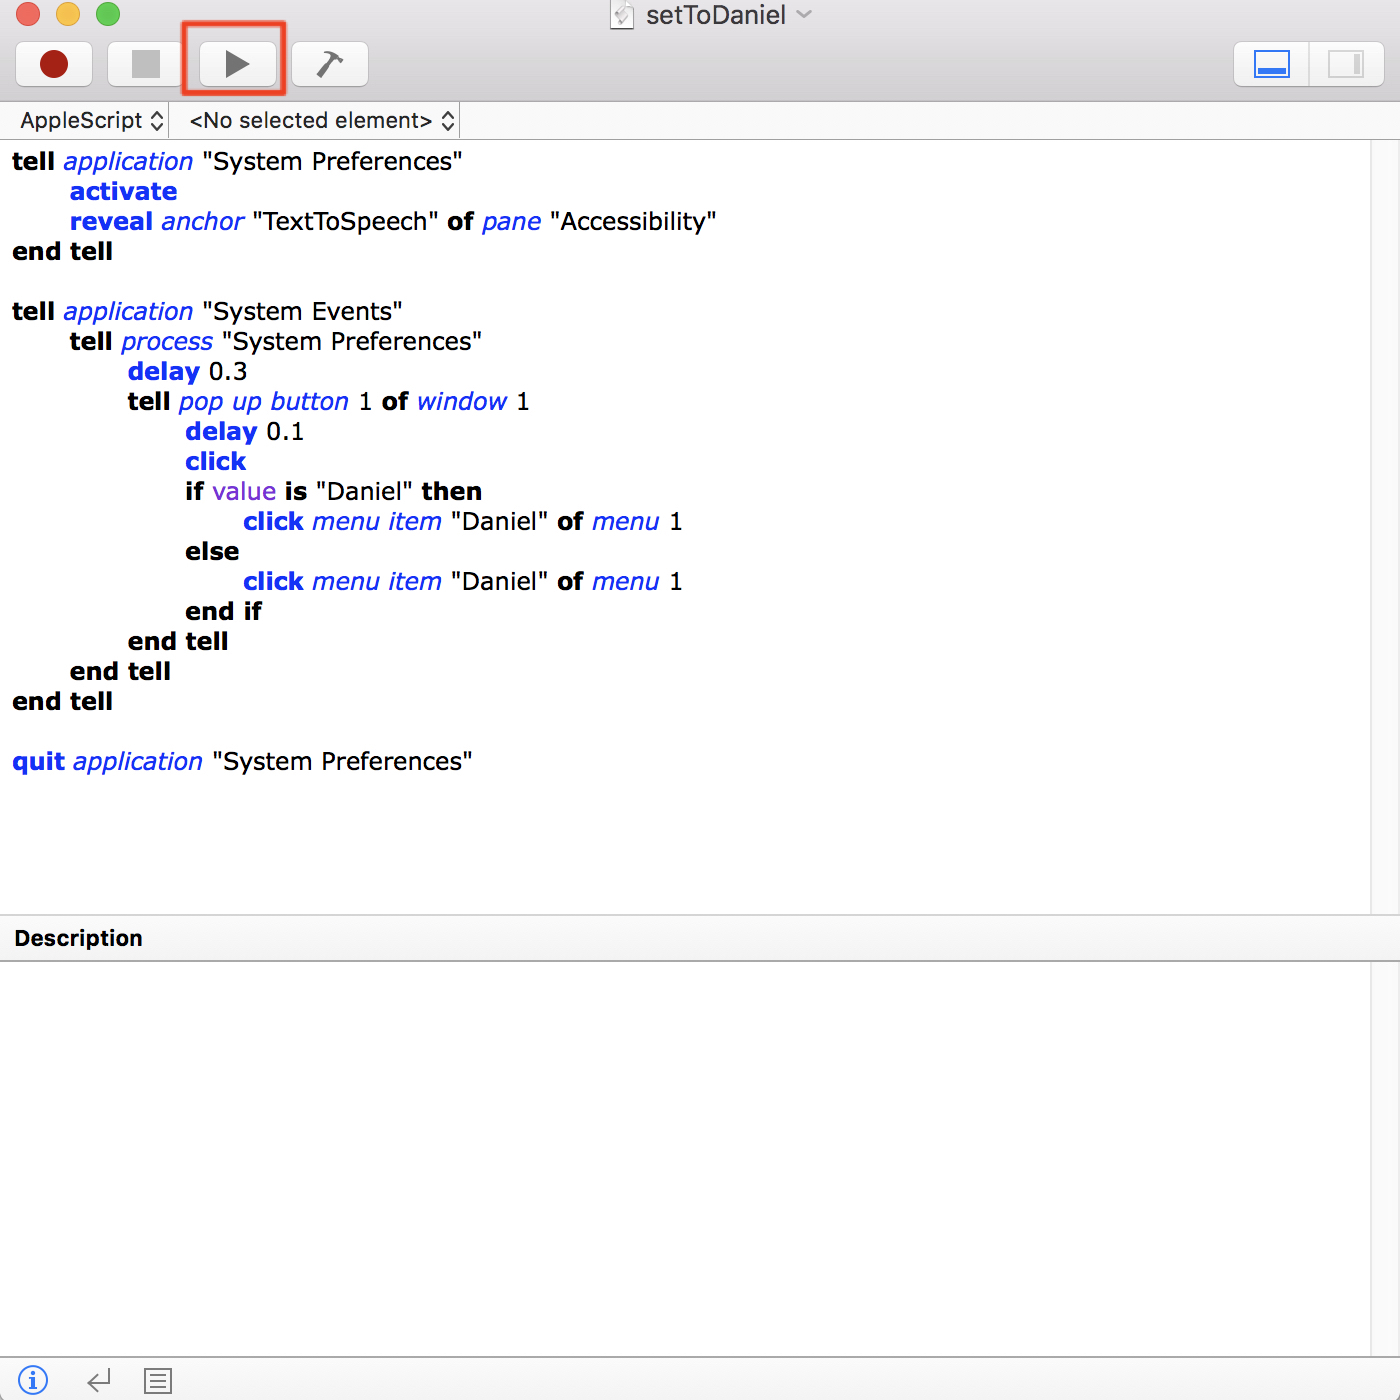 setToDaniel
AppleScript
<No selected element>
tell application "System Preferences"
activate
reveal anchor "TextToSpeech" of pane "Accessibility"
end tell
tell application "System Events"
tell process "System Preferences"
delay 0.3
tell pop up button 1 of window 1
delay 0.1
click
if value is "Daniel" then
click menu item "Daniel" of menu 1
else
click menu item "Daniel" of menu 1
end if
end tell
end tell
end tell
quit application "System Preferences"
Description